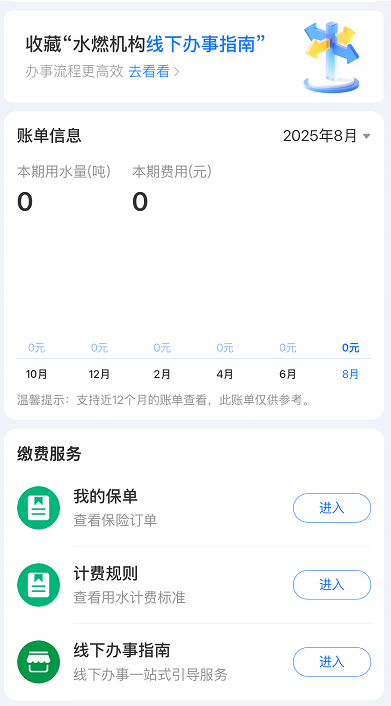 收藏“水燃机构线下办事指南”
办事流程更高效 去看看
账单信息
2025年8月
本期用水量(吨) 本期费用(元)
0 0
0元 0元 0元 0元 0元 0元
10月 12月 2月 4月 6月 8月
温馨提示：支持近12个月的账单查看，此账单仅供参考。
缴费服务
我的保单
查看保险订单
进入
计费规则
查看用水计费标准
进入
线下办事指南
线下办事一站式引导服务
进入